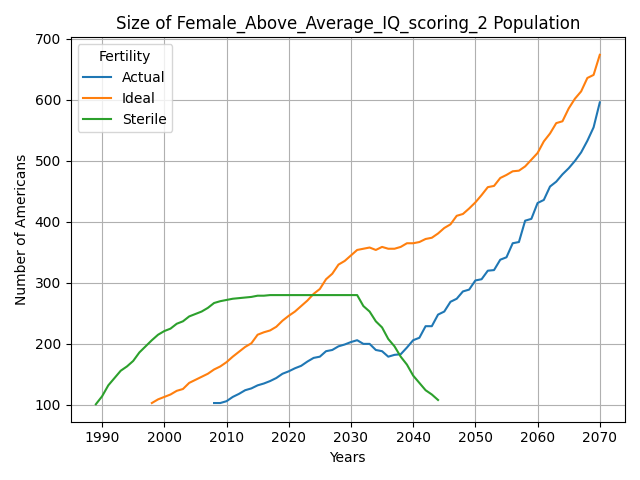 Size of Female_Above_Average_IQ_scoring_2 Population
Fertility
Actual
Ideal
Sterile
Number of Americans
700
600
500
400
300
200
100
1990 2000 2010 2020 2030 2040 2050 2060 2070
Years